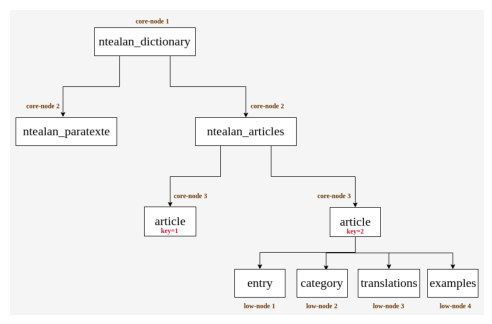 core-node 1
ntealan_dictionary
core-node 2
core-node 2
ntealan_paratexte
ntealan_articles
core-node 3
core-node 3
article
key=1
article
key=2
entry
category
translations
examples
low-node 1
low-node 2
low-node 3
low-node 4